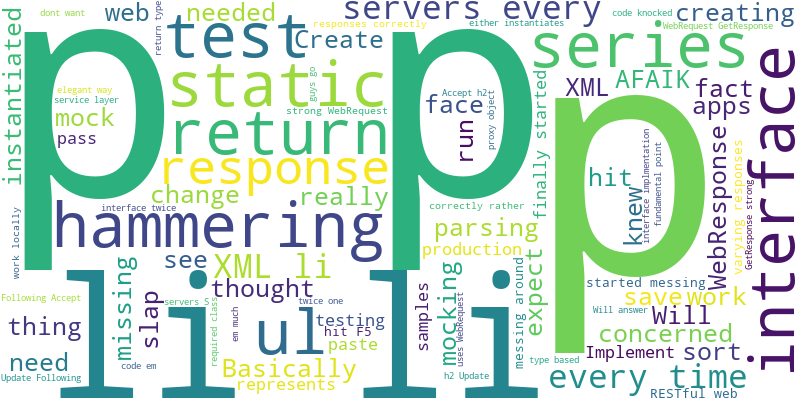 dont want
web
return type
needed
servers every
responses correctly
either instantiates
code knocked
creating
WebRequest GetResponse
instantiated
p p
test
Create
series
elegant way
service layer
mock
pass
static
guys go
strong WebRequest
Accept h2
face
proxy object
XML
AFAIK
fact
apps
interface
return
run
finally started
p
response
change
really
hit
knew
interface implmentation
fundamental point
WebResponse
varying responses
GetResponse strong
work locally
interface twice
hammering
correctly rather
parsing
production
see
XML li
missing
slap
thought
mocking
samples
uses WebRequest
messing around
expect
started messing
save
work
Following Accept
thing
servers 5
required class
em much
ul
twice one
testing
hit F5
paste
Will answer
Will
concerned
need
Update Following
code em
li li
Basically
represents
h2 Update
type based
Implement
sort
every time
RESTful web